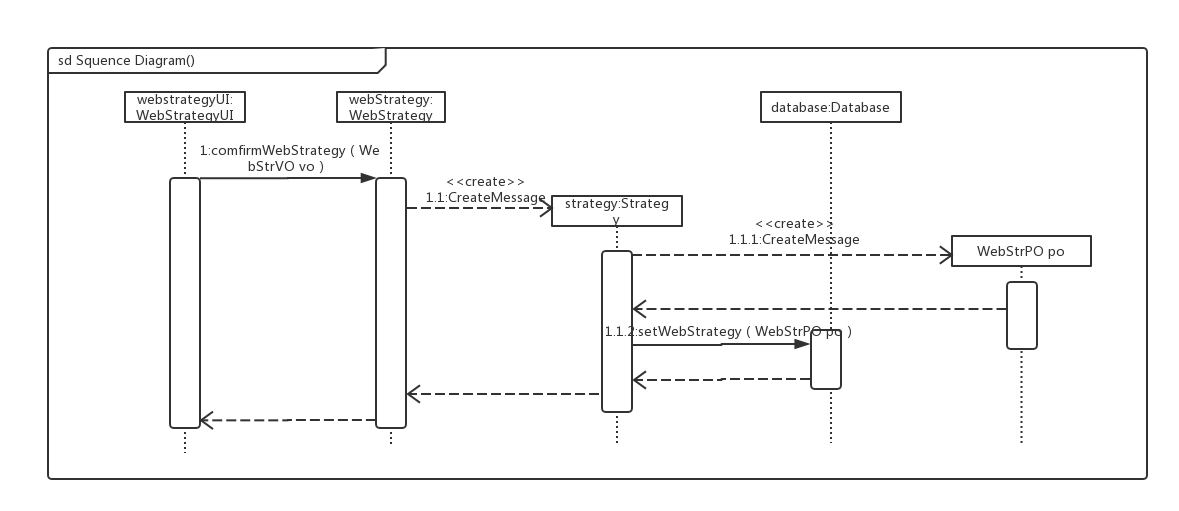 sd Squence Diagram()
webstrategyUI:
WebStrategyUI
webStrategy:
WebStrategy
database:Database
1:comfirmWebStrategy ( We
bStrVO vo )
<<create>>
1.1:CreateMessage
strategy:Strateg
y
<<create>>
1.1.1:CreateMessage
WebStrPO po
1.1.2:setWebStrategy ( WebStrPO po )